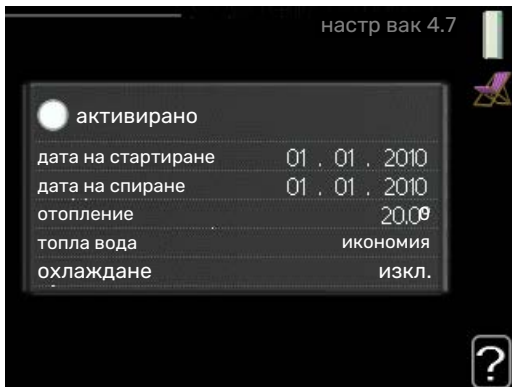 настр вак 4.7
активирано
дата на стартиране 01 . 01 . 2010
дата на спиране 01 . 01 . 2010
отопление 20.0°
топла вода икономия
охлаждане изкл.
?